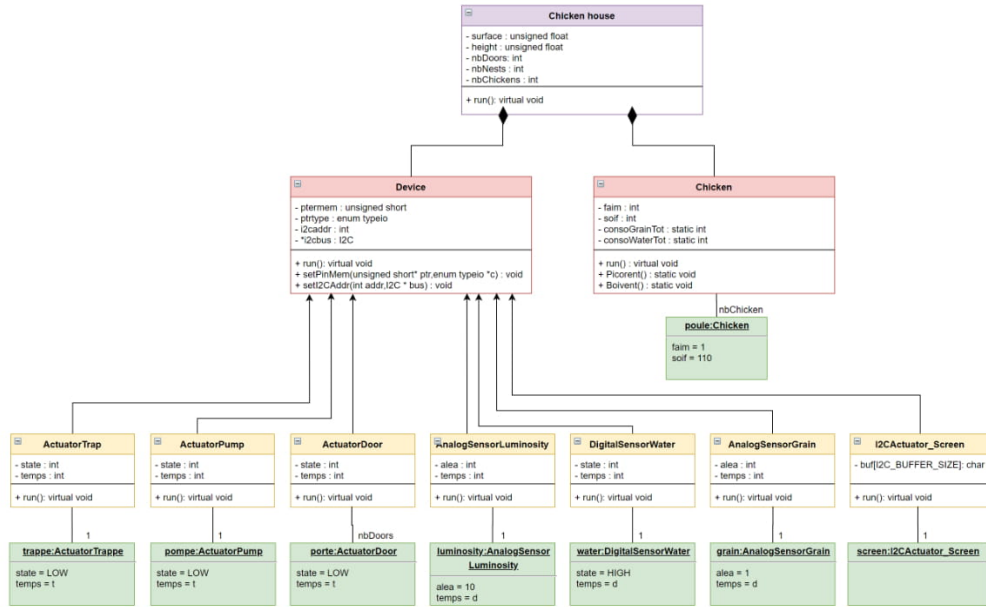 Chicken house
- surface : unsigned float
- height : unsigned float
- nbDoors: int
- nbNests : int
- nbChickens : int
+ run(): virtual void
Device
- ptermem : unsigned short
- ptrtype : enum typeio
- i2caddr : int
- *i2cbus : I2C
+ run(): virtual void
+ setPinMem(unsigned short* ptr,enum typeio *c) : void
+ setI2CAddr(int addr,I2C * bus) : void
Chicken
- faim : int
- soif : int
- consoGrainTot : static int
- consoWaterTot : static int
+ run() : virtual void
+ Picorent() : static void
+ Boivent() : static void
nbChicken
poule:Chicken
faim = 1
soif = 110
ActuatorTrap
- state : int
- temps : int
+ run(): virtual void
1
trappe:ActuatorTrappe
state = LOW
temps = t
ActuatorPump
- state : int
- temps : int
+ run(): virtual void
1
pompe:ActuatorPump
state = LOW
temps = t
ActuatorDoor
- state : int
- temps : int
+ run(): virtual void
nbDoors
porte:ActuatorDoor
state = LOW
temps = t
AnalogSensorLuminosity
- alea : int
- temps : int
+ run(): virtual void
1
luminosity:AnalogSensor
Luminosity
alea = 10
temps = d
DigitalSensorWater
- state : int
- temps : int
+ run(): virtual void
1
water:DigitalSensorWater
state = HIGH
temps = d
AnalogSensorGrain
- alea : int
- temps : int
+ run(): virtual void
1
grain:AnalogSensorGrain
alea = 1
temps = d
I2CActuator_Screen
- buf[I2C_BUFFER_SIZE]: char
+ run(): virtual void
1
screen:I2CActuator_Screen